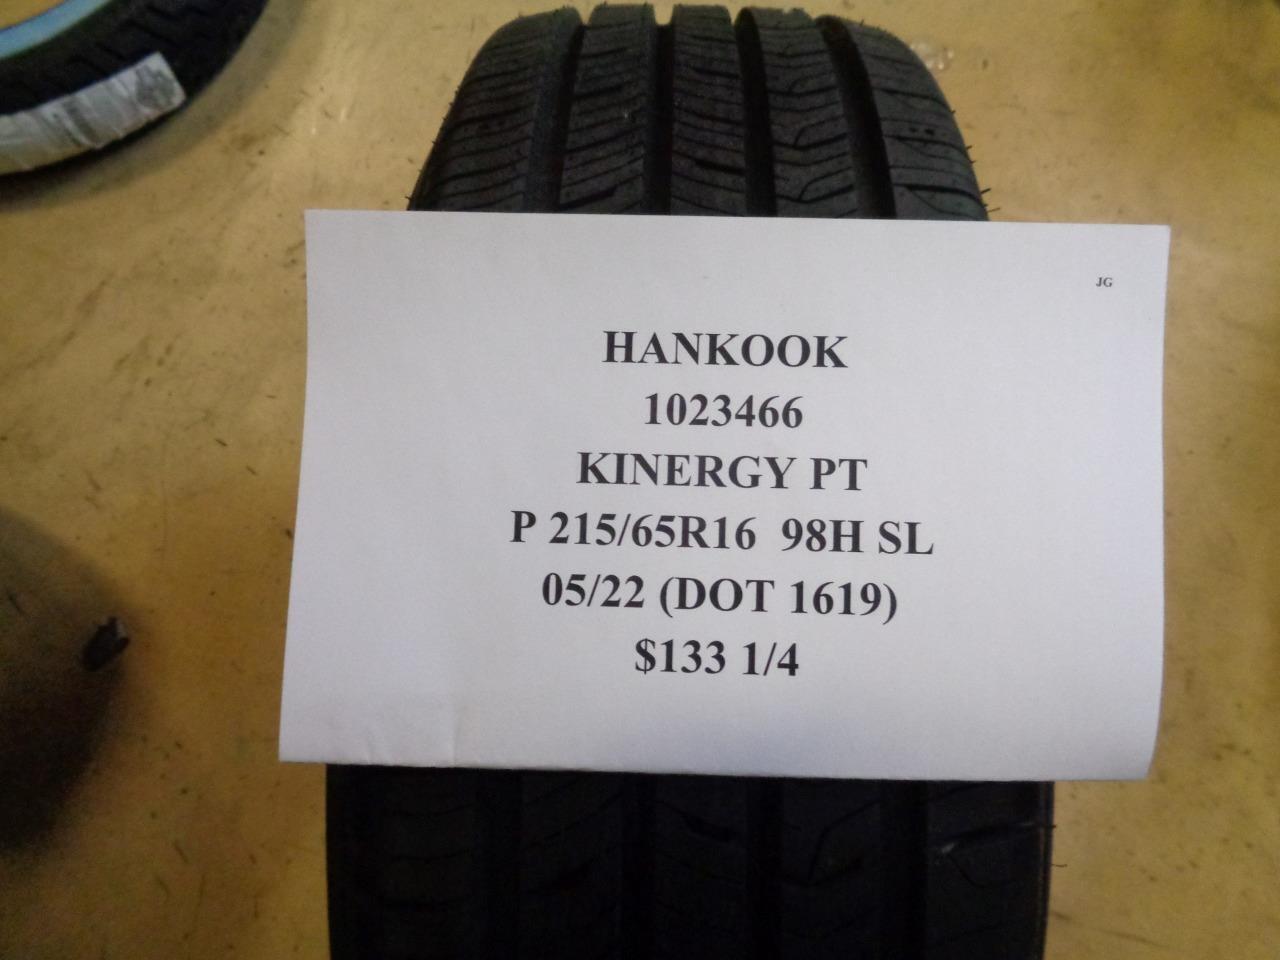 JG
HANKOOK
1023466
KINERGY PT
P 215/65R16 98H SL
05/22 (DOT 1619)
$133 1/4